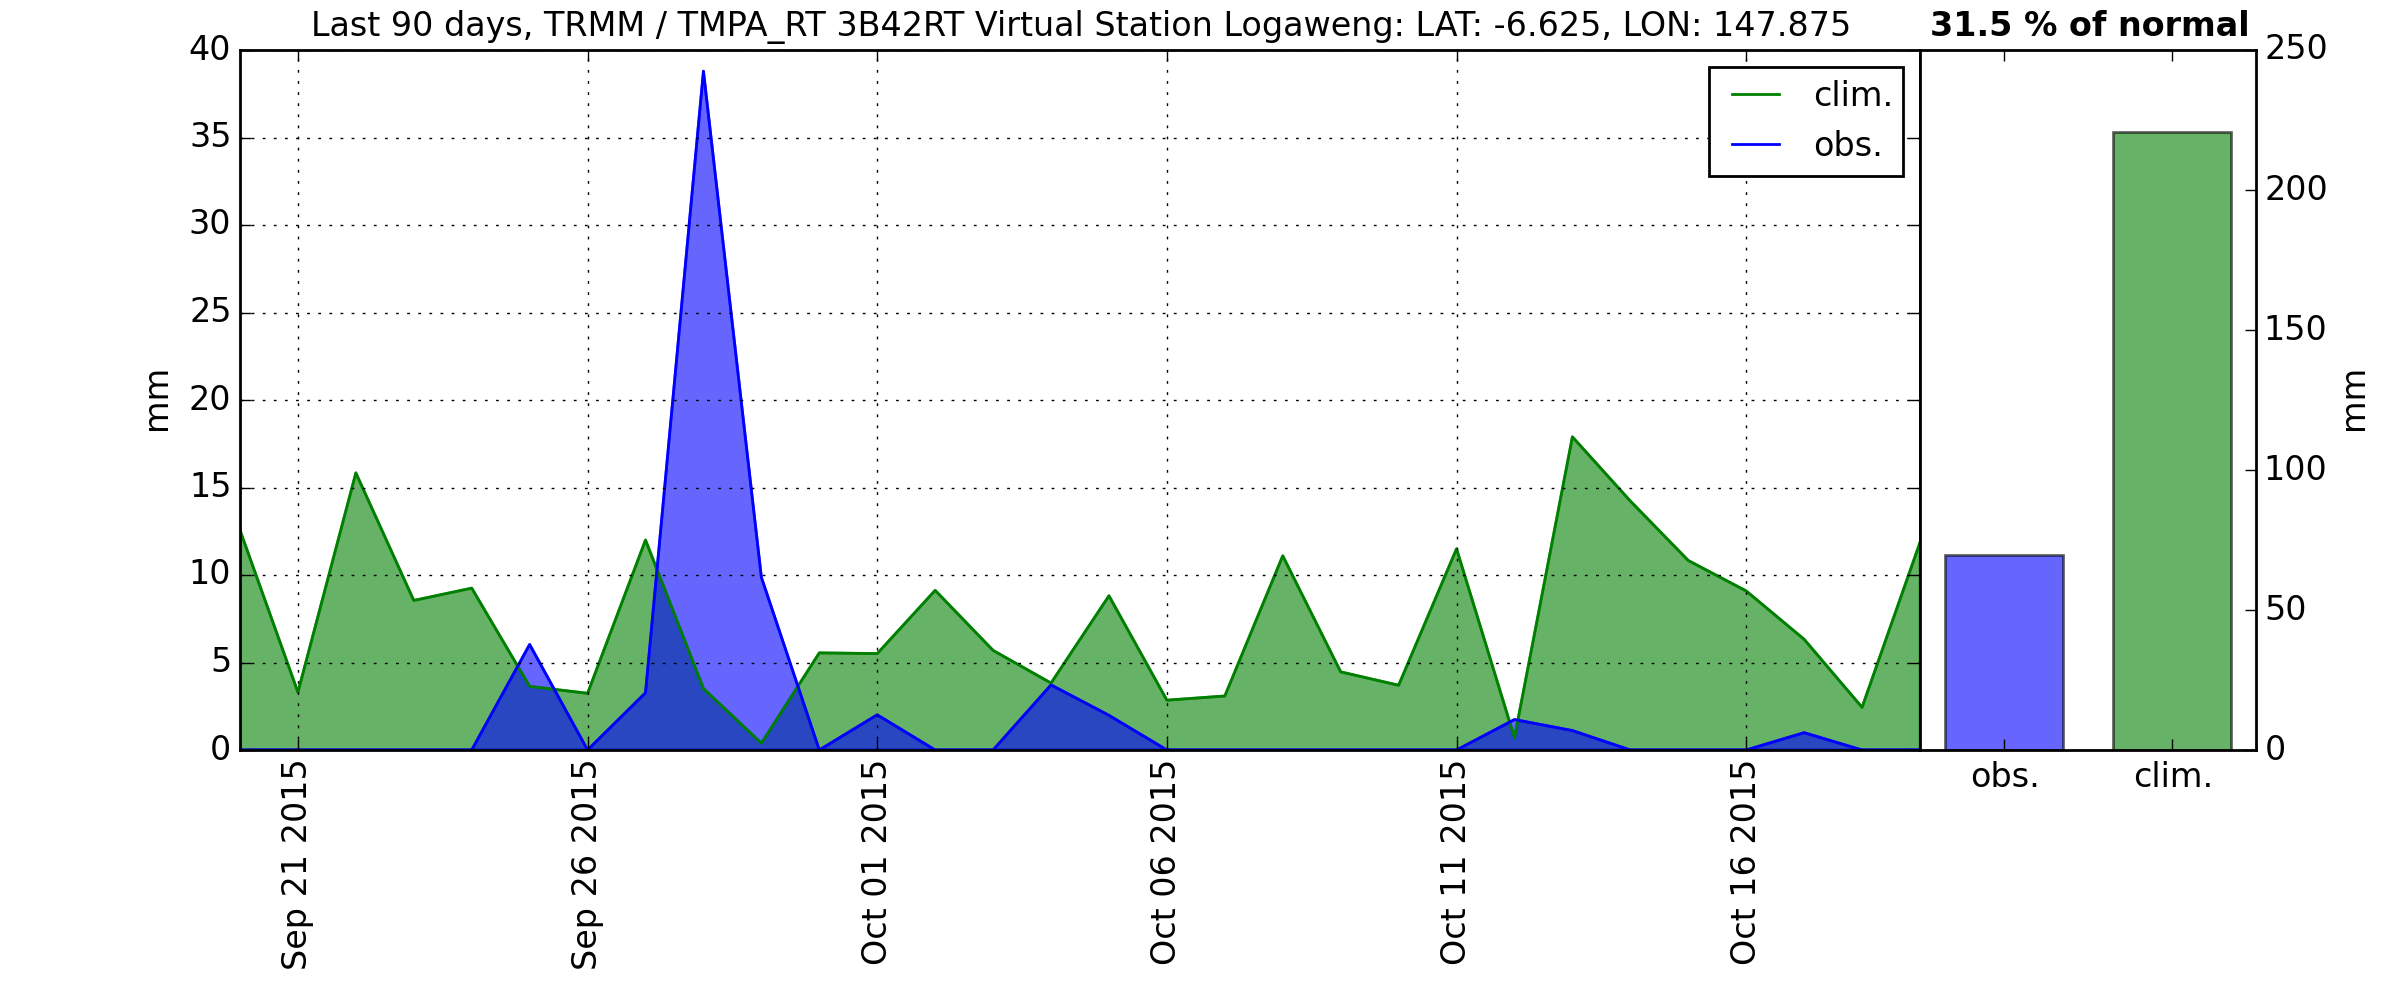 Last 90 days, TRMM / TMPA_RT 3B42RT Virtual Station Logaweng: LAT: -6.625, LON: 147.875
31.5 % of normal
40
35
30
25
20
15
10
5
0
mm
clim.
obs.
250
200
150
100
50
0
mm
obs.
clim.
Sep 21 2015
Sep 26 2015
Oct 01 2015
Oct 06 2015
Oct 11 2015
Oct 16 2015